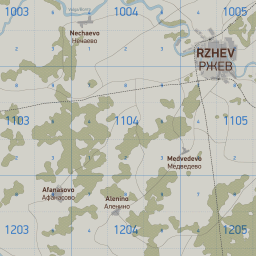 1003
1004
1005
Nechaevo
Нечаево
RZHEV
РЖЕВ
1103
1104
1105
Medvedevo
Медведево
Afanasovo
Афанасово
Alenino
Аленино
1203
1204
1205